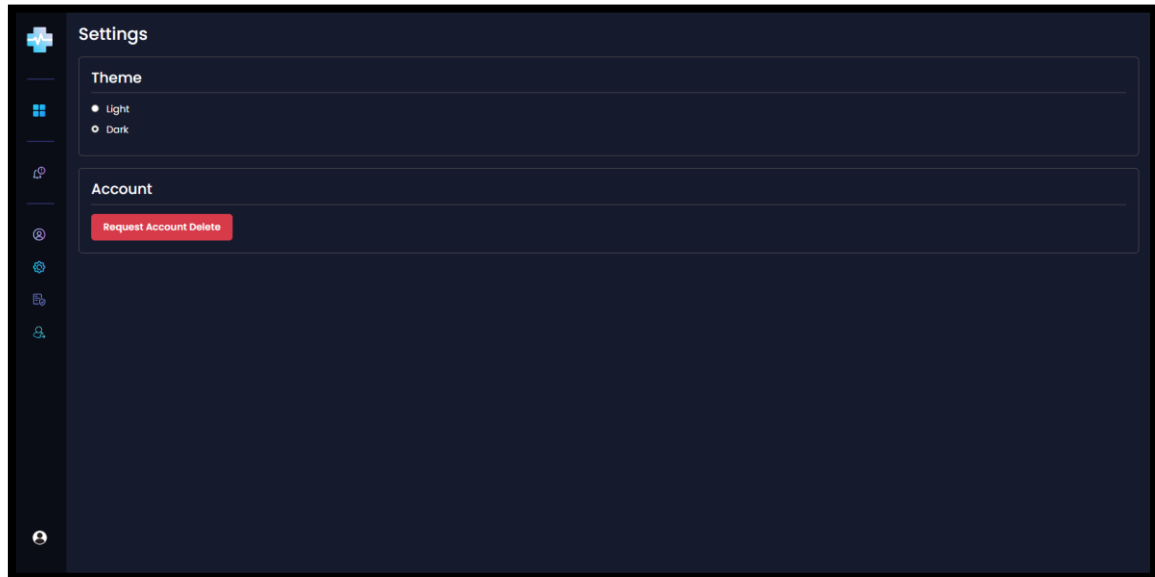 Settings
Theme
Light
Dark
Account
Request Account Delete